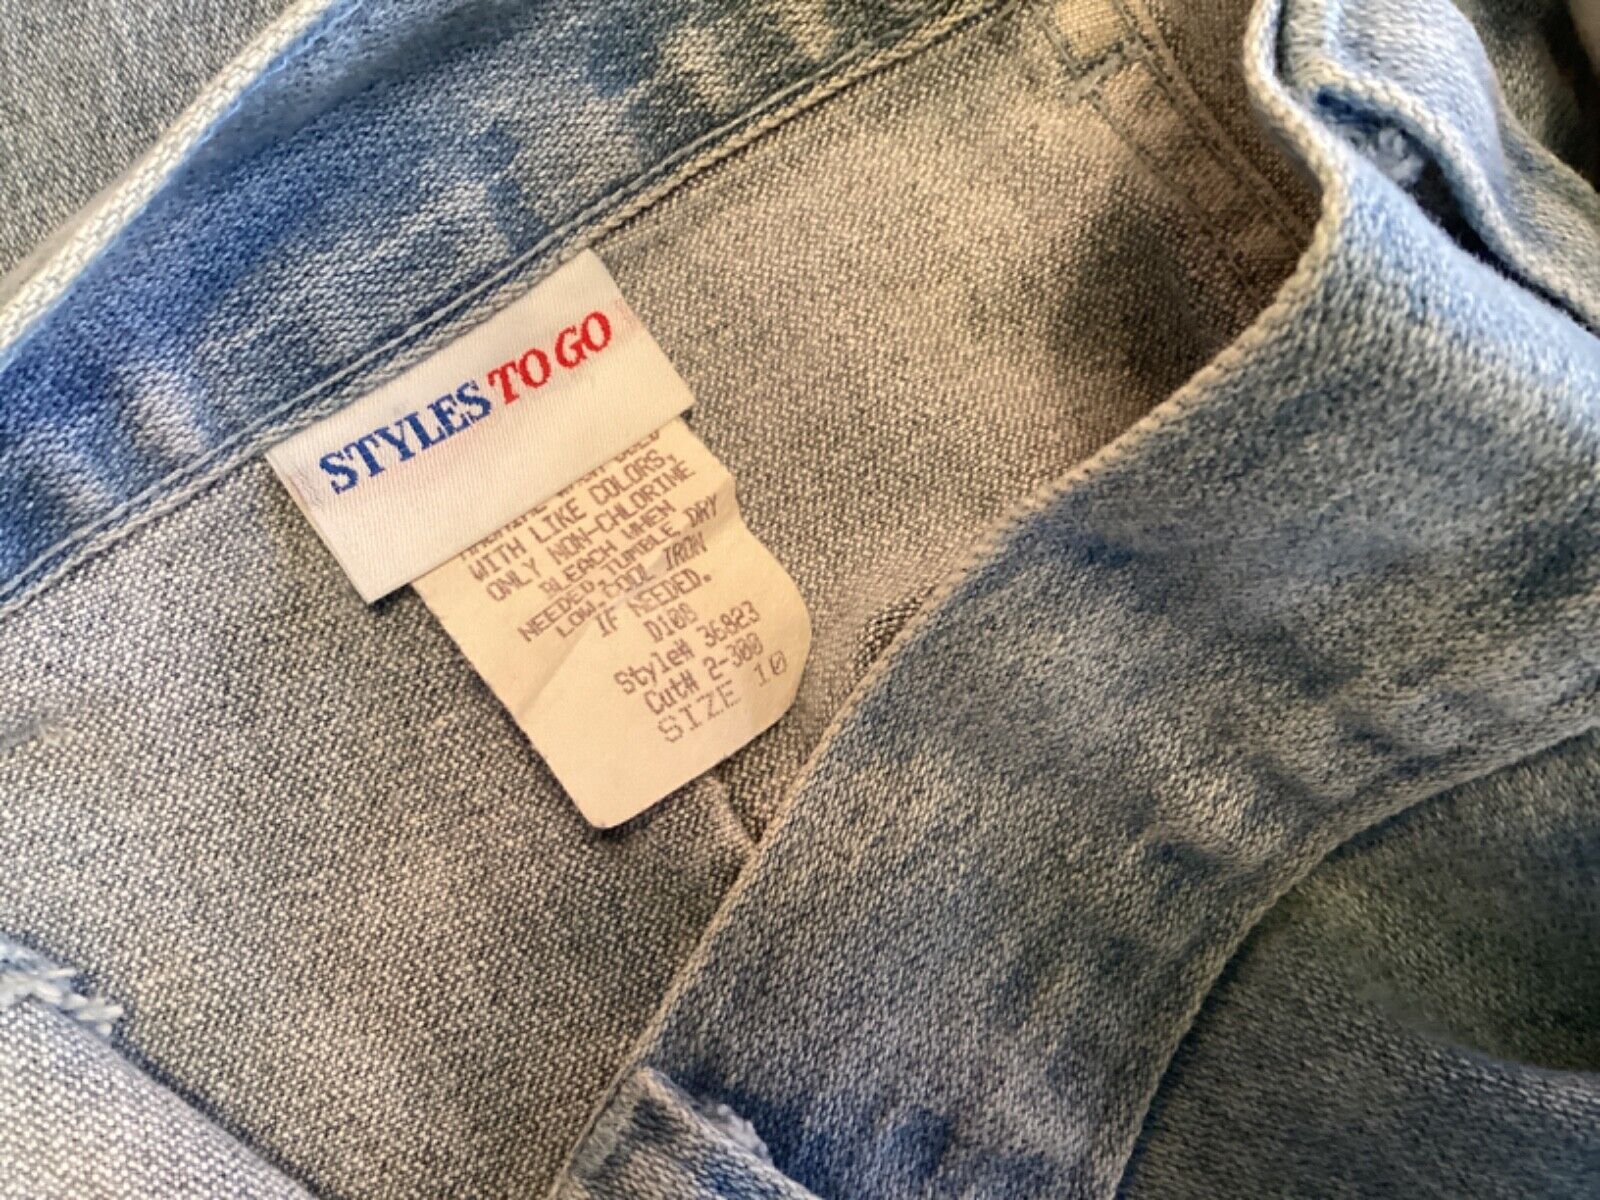 STYLES TO GO
WITH LIKE COLORS,
ONLY NON-CHLORINE
BLEACH WHEN
NEEDED, TUMBLE DRY
LOW, COOL IRON
IF NEEDED.
D108
Style# 36823
Cut# 2-300
SIZE 10